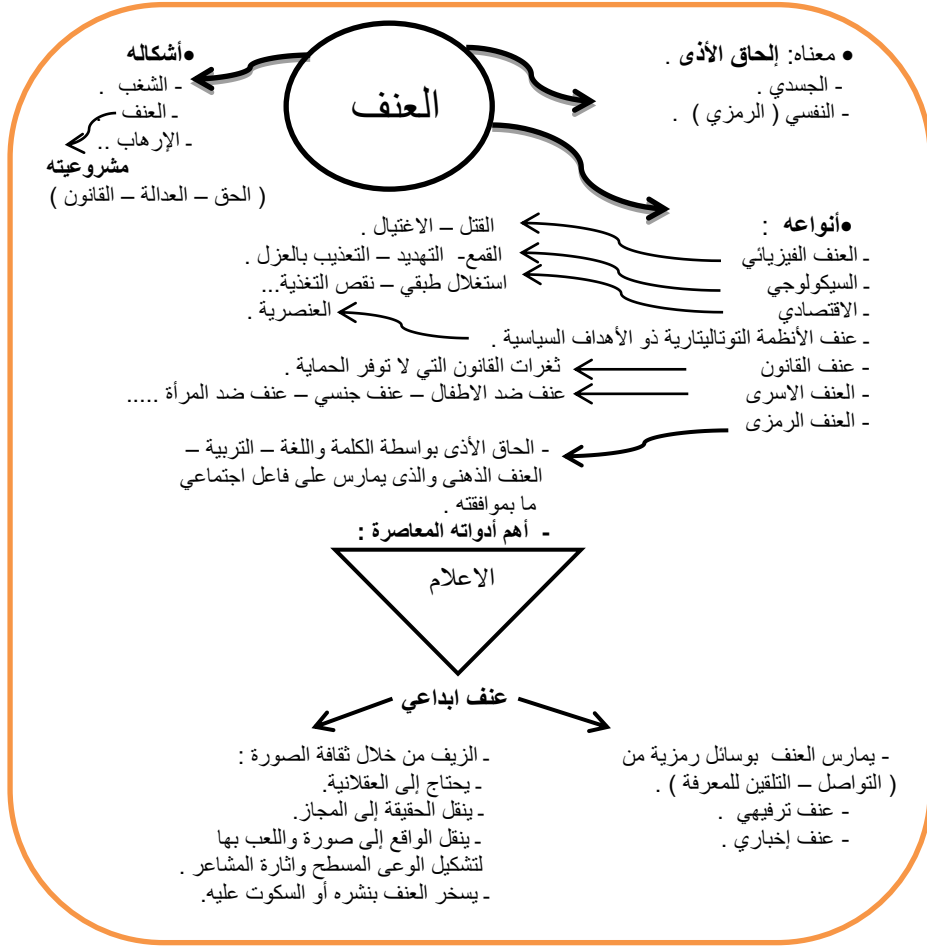 العنف
• معناه: إلحاق الأذى .
- الجسدي .
- النفسي ( الرمزي ) .
•أشكاله
- الشغب .
ـ العنف
ـ الإرهاب ..
مشروعيته
( الحق – العدالة – القانون )
•أنواعه :
ـ العنف الفيزيائي
القتل – الاغتيال .
ـ السيكولوجي
القمع- التهديد – التعذيب بالعزل .
ـ الاقتصادي
استغلال طبقي – نقص التغذية...
ـ عنف الأنظمة التوتاليتارية ذو الأهداف السياسية .
العنصرية .
- عنف القانون
ثغرات القانون التي لا توفر الحماية .
- العنف الاسرى
عنف ضد الاطفال – عنف جنسي – عنف ضد المرأة .....
- العنف الرمزى
- الحاق الأذى بواسطة الكلمة واللغة – التربية –
العنف الذهنى والذى يمارس على فاعل اجتماعي
ما بموافقته .
- أهم أدواته المعاصرة :
الاعلام
عنف ابداعي
- يمارس العنف بوسائل رمزية من
( التواصل – التلقين للمعرفة ) .
- عنف ترفيهي .
- عنف إخباري .
ـ الزيف من خلال ثقافة الصورة :
ـ يحتاج إلى العقلانية.
ـ ينقل الحقيقة إلى المجاز.
ـ ينقل الواقع إلى صورة واللعب بها
لتشكيل الوعى المسطح واثارة المشاعر .
ـ يسخر العنف بنشره أو السكوت عليه.